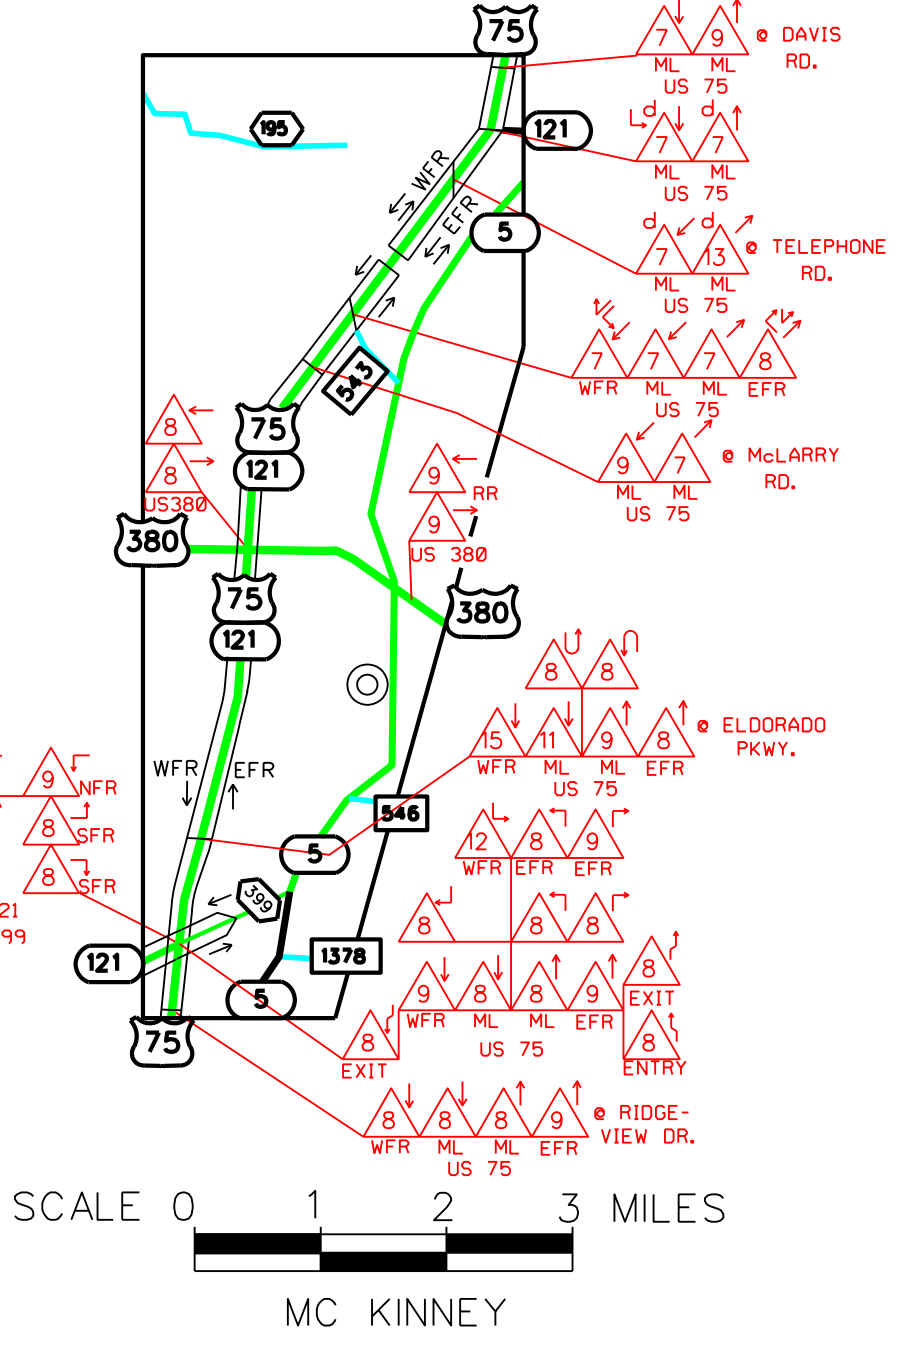 75
7 9 @ DAVIS
ML ML RD.
US 75
195
121
d d
7 7
ML ML
US 75
WFR
EFR
5
d d
7 13 @ TELEPHONE
ML ML RD.
US 75
543
7 7 7 8
WFR ML ML EFR
US 75
75
121
8
8
US380
9 7 @ McLARRY
ML ML RD.
US 75
9 RR
9
US 380
380
75
121
380
8 8
15 11 9 8 @ ELDORADO
WFR ML ML EFR PKWY.
US 75
WFR EFR
9 NFR
8 SFR
8 SFR
21
99
546
5
12 8 9
WFR EFR EFR
399
8 8 8
121
1378
5
9 8 8 9
WFR ML ML EFR
US 75
8
EXIT
8
ENTRY
8
EXIT
75
8 8 8 9 @ RIDGE-
WFR ML ML EFR VIEW DR.
US 75
SCALE 0 1 2 3 MILES
MC KINNEY